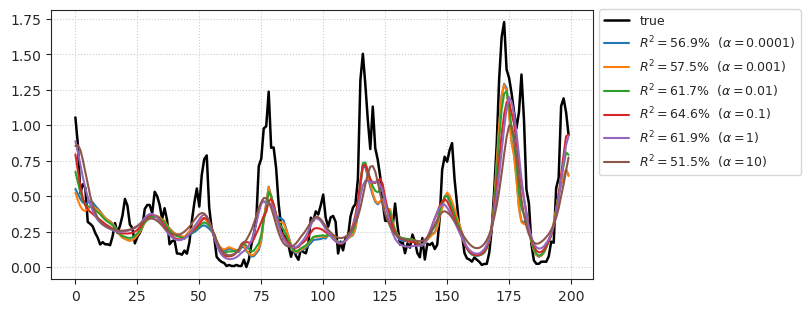 1.75
1.50
1.25
1.00
0.75
0.50
0.25
0.00
0 25 50 75 100 125 150 175 200
true
R² = 56.9% (α = 0.0001)
R² = 57.5% (α = 0.001)
R² = 61.7% (α = 0.01)
R² = 64.6% (α = 0.1)
R² = 61.9% (α = 1)
R² = 51.5% (α = 10)